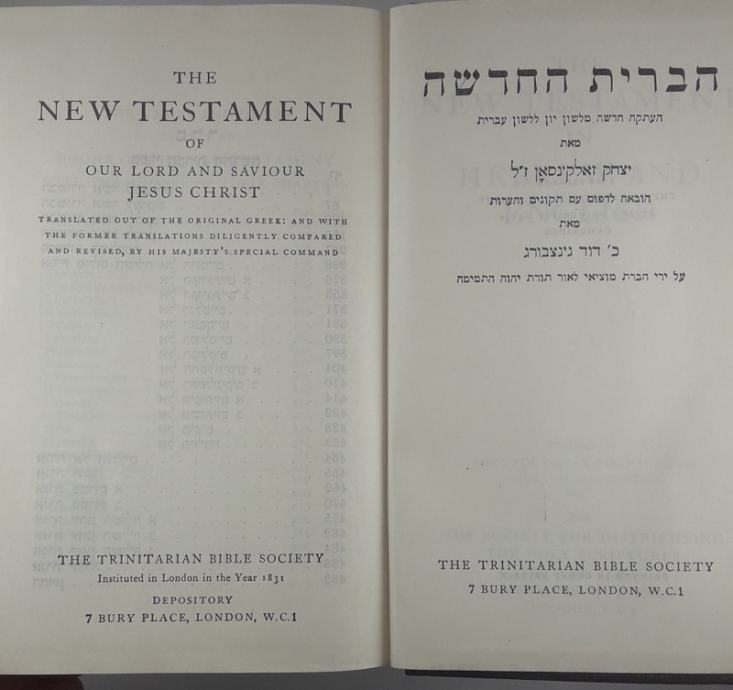 THE
NEW TESTAMENT
OF
OUR LORD AND SAVIOUR
JESUS CHRIST
TRANSLATED OUT OF THE ORIGINAL GREEK: AND WITH
THE FORMER TRANSLATIONS DILIGENTLY COMPARED
AND REVISED, BY HIS MAJESTY'S SPECIAL COMMAND
THE TRINITARIAN BIBLE SOCIETY
Instituted in London in the Year 1831
DEPOSITORY
7 BURY PLACE, LONDON, W.C.1
הברית החדשה
העתקה חדשה מלשון יון ללשון עברית
מאת
יצחק זאלקינסאָן ז״ל
הובאה לדפוס עם תקונים והערות
מאת
כ׳ דוד גינצבורג
על ידי חברת מוציאי לאור תורת יהוה התמימה
THE TRINITARIAN BIBLE SOCIETY
7 BURY PLACE, LONDON, W.C.1